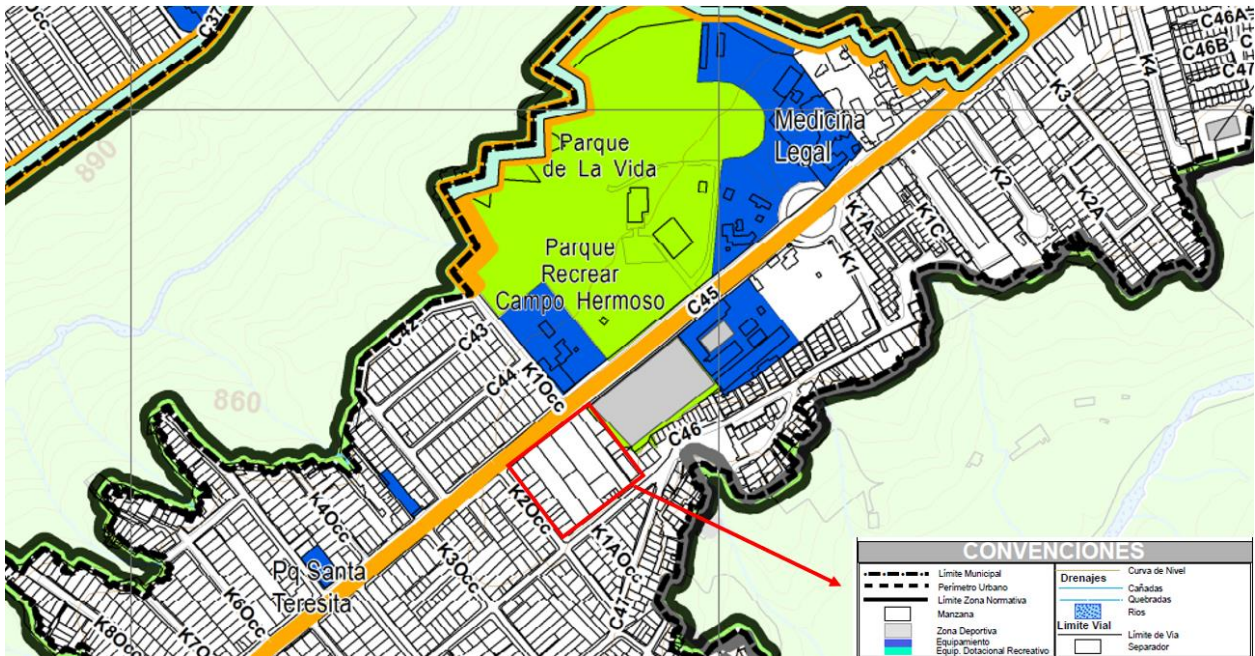 C37
890
Parque
de La Vida
Medicina
Legal
C46A
C46B
C47
K4
K3
K2
K2A
K1C
K1A
K1
Parque
Recrear
Campo Hermoso
C45
C42
C43
C44
K1Occ
860
C46
K2Occ
K1AOcc
C47
K3Occ
K4Occ
Pq Santa
Teresita
K6Occ
K7O
K8Occ
CONVENCIONES
Límite Municipal
Perímetro Urbano
Límite Zona Normativa
Manzana
Zona Deportiva
Equipamiento
Equip. Dotacional Recreativo
Curva de Nivel
Drenajes
Cañadas
Quebradas
Rios
Límite Vial
Límite de Vía
Separador